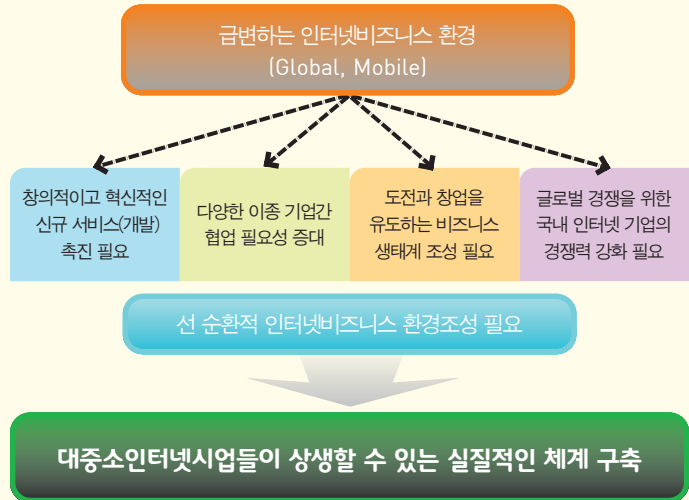 급변하는 인터넷비즈니스 환경
(Global, Mobile)
창의적이고 혁신적인
신규 서비스(개발)
촉진 필요
다양한 이종 기업간
협업 필요성 증대
도전과 창업을
유도하는 비즈니스
생태계 조성 필요
글로벌 경쟁을 위한
국내 인터넷 기업의
경쟁력 강화 필요
선 순환적 인터넷비즈니스 환경조성 필요
대중소인터넷시업들이 상생할 수 있는 실질적인 체계 구축